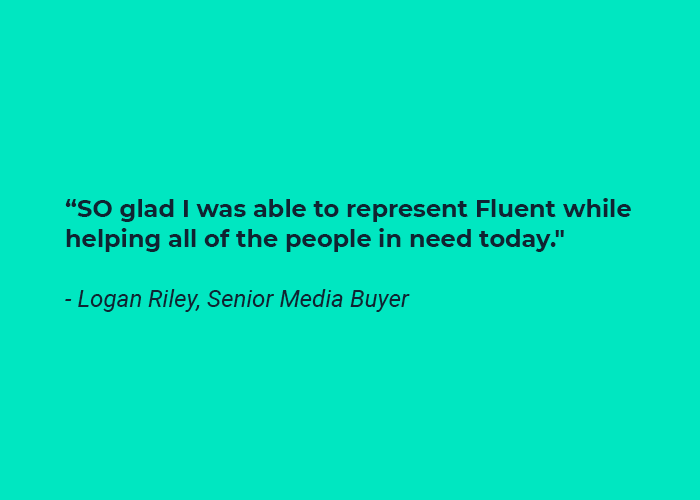 “SO glad I was able to represent Fluent while
helping all of the people in need today."
- Logan Riley, Senior Media Buyer